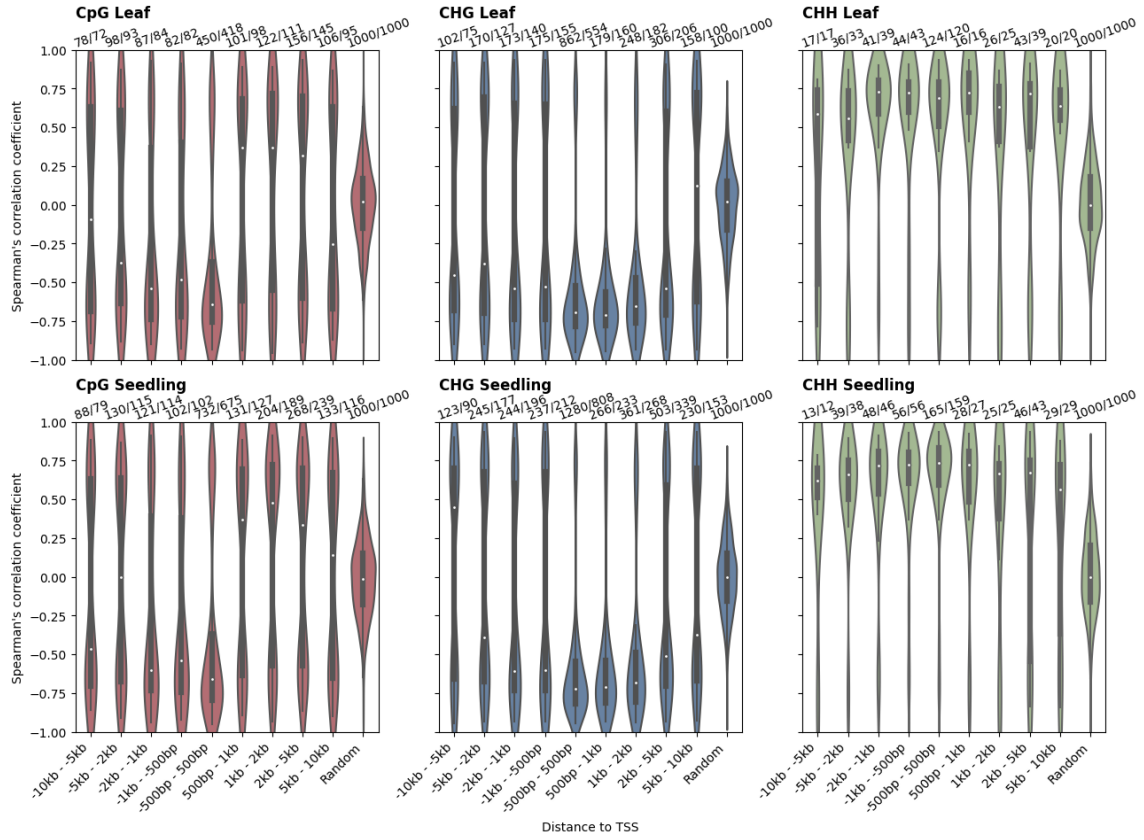 CpG Leaf
CHG Leaf
CHH Leaf
78/72 98/93 87/84 82/82 450/418 101/98 122/111 156/145 106/95 1000/1000
102/75 170/127 173/140 175/155 862/554 179/160 248/182 306/206 158/100 1000/1000
17/17 36/33 41/39 44/43 124/120 16/16 26/25 43/39 20/20 1000/1000
Spearman's correlation coefficient
1.00
0.75
0.50
0.25
0.00
−0.25
−0.50
−0.75
−1.00
CpG Seedling
CHG Seedling
CHH Seedling
88/79 130/115 121/114 102/102 732/675 131/127 204/189 268/239 133/116 1000/1000
123/90 245/177 244/196 237/212 1280/808 266/233 361/268 503/339 230/153 1000/1000
13/12 39/38 48/46 56/56 165/159 28/27 25/25 46/43 29/29 1000/1000
Spearman's correlation coefficient
1.00
0.75
0.50
0.25
0.00
−0.25
−0.50
−0.75
−1.00
-10kb - -5kb -5kb - -2kb -2kb - -1kb -1kb - -500bp -500bp - 500bp 500bp - 1kb 1kb - 2kb 2kb - 5kb 5kb - 10kb Random
-10kb - -5kb -5kb - -2kb -2kb - -1kb -1kb - -500bp -500bp - 500bp 500bp - 1kb 1kb - 2kb 2kb - 5kb 5kb - 10kb Random
-10kb - -5kb -5kb - -2kb -2kb - -1kb -1kb - -500bp -500bp - 500bp 500bp - 1kb 1kb - 2kb 2kb - 5kb 5kb - 10kb Random
Distance to TSS